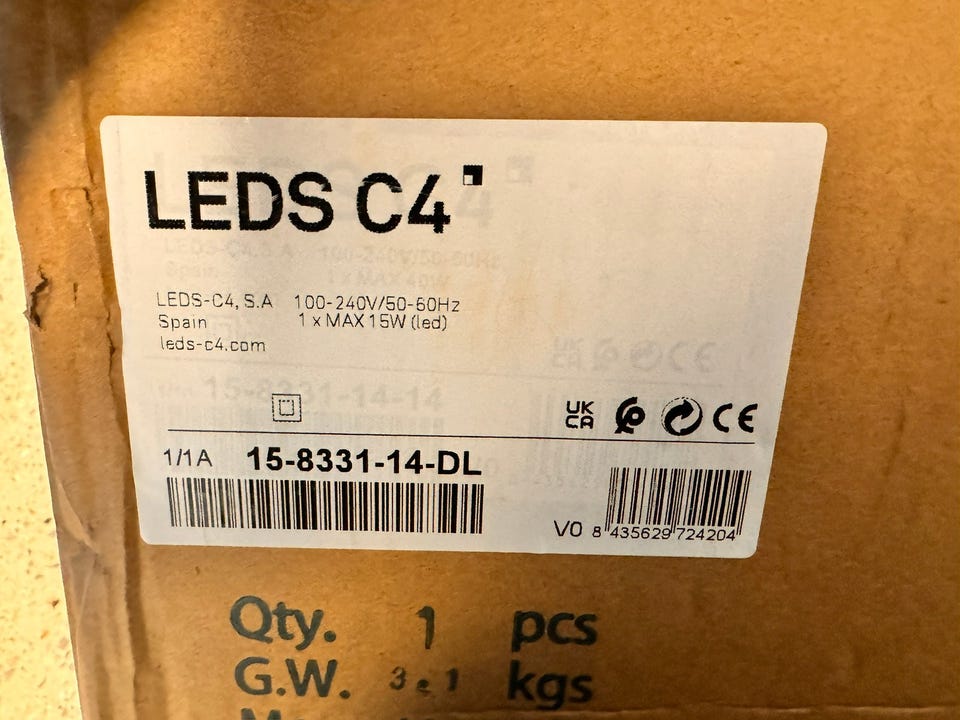 LEDS C4
LEDS-C4, S.A 100-240V/50-60Hz
Spain 1 x MAX 15W (led)
leds-c4.com
UK
CA
CE
1/1A 15-8331-14-DL
V0 8 435629 724204
Qty. 1 pcs
G.W. 3.1 kgs